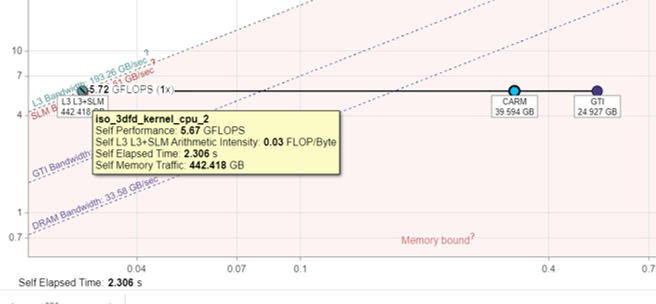 10
7
4
1
0.7
L3 Bandwidth: 193.26 GB/sec?
SLM B 51 GB/sec?
5.72 GFLOPS (1x)
L3 L3+SLM
442.418 G
CARM
39.594 GB
GTI
24.927 GB
iso_3dfd_kernel_cpu_2
Self Performance: 5.67 GFLOPS
Self L3 L3+SLM Arithmetic Intensity: 0.03 FLOP/Byte
Self Elapsed Time: 2.306 s
Self Memory Traffic: 442.418 GB
GTI Bandwidth:
DRAM Bandwidth: 33.58 GB/sec
Memory bound?
0.04
0.07
0.1
0.4
0.7
Self Elapsed Time: 2.306 s